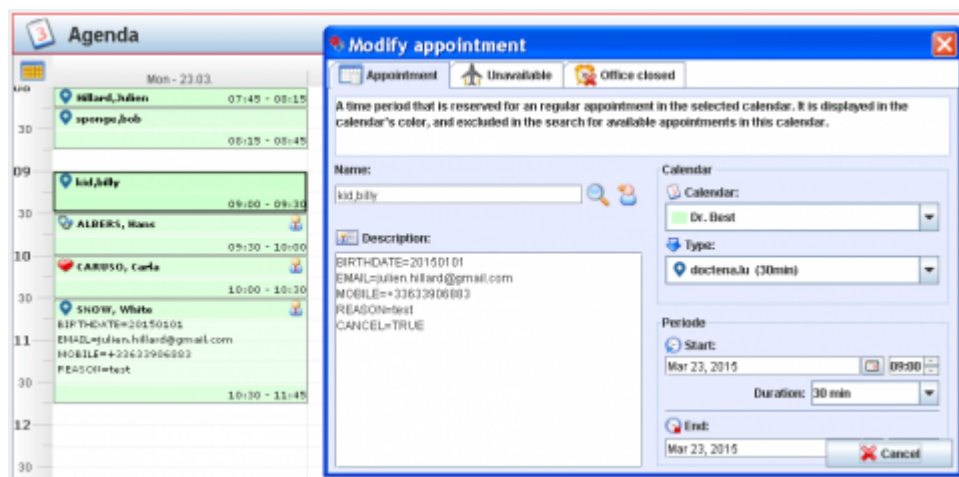 Agenda
Mon - 23.03.
Hillard,Julien 07:45 - 08:15
sponge,bob
30
08:15 - 08:45
09
kid,billy
09:00 - 09:30
30
ALBERS, Hans
09:30 - 10:00
10
CARUSO, Carla
10:00 - 10:30
30
SNOW, White
BIRTHDATE=20150101
EMAIL=julien.hillard@gmail.com
11
MOBILE=+33633906883
REASON=test
30
10:30 - 11:45
12
30
Modify appointment
Appointment Unavailable Office closed
A time period that is reserved for an regular appointment in the selected calendar. It is displayed in the
calendar's color, and excluded in the search for available appointments in this calendar.
Name:
kid,billy
Description:
BIRTHDATE=20150101
EMAIL=julien.hillard@gmail.com
MOBILE=+33633906883
REASON=test
CANCEL=TRUE
Calendar
Calendar:
Dr. Best
Type:
doctena.lu (30min)
Periode
Start:
Mar 23, 2015 09:00
Duration: 30 min
End:
Mar 23, 2015
Cancel